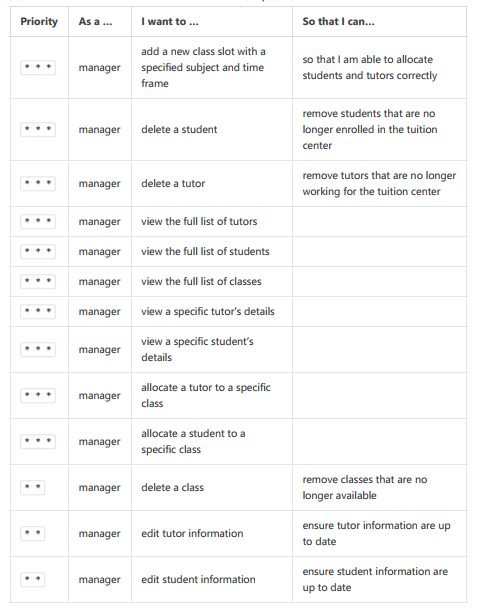 Priority As a ... I want to ... So that I can...
* * * manager add a new class slot with a specified subject and time frame so that I am able to allocate students and tutors correctly
* * * manager delete a student remove students that are no longer enrolled in the tuition center
* * * manager delete a tutor remove tutors that are no longer working for the tuition center
* * * manager view the full list of tutors
* * * manager view the full list of students
* * * manager view the full list of classes
* * * manager view a specific tutor's details
* * * manager view a specific student's details
* * * manager allocate a tutor to a specific class
* * * manager allocate a student to a specific class
* * manager delete a class remove classes that are no longer available
* * manager edit tutor information ensure tutor information are up to date
* * manager edit student information ensure student information are up to date